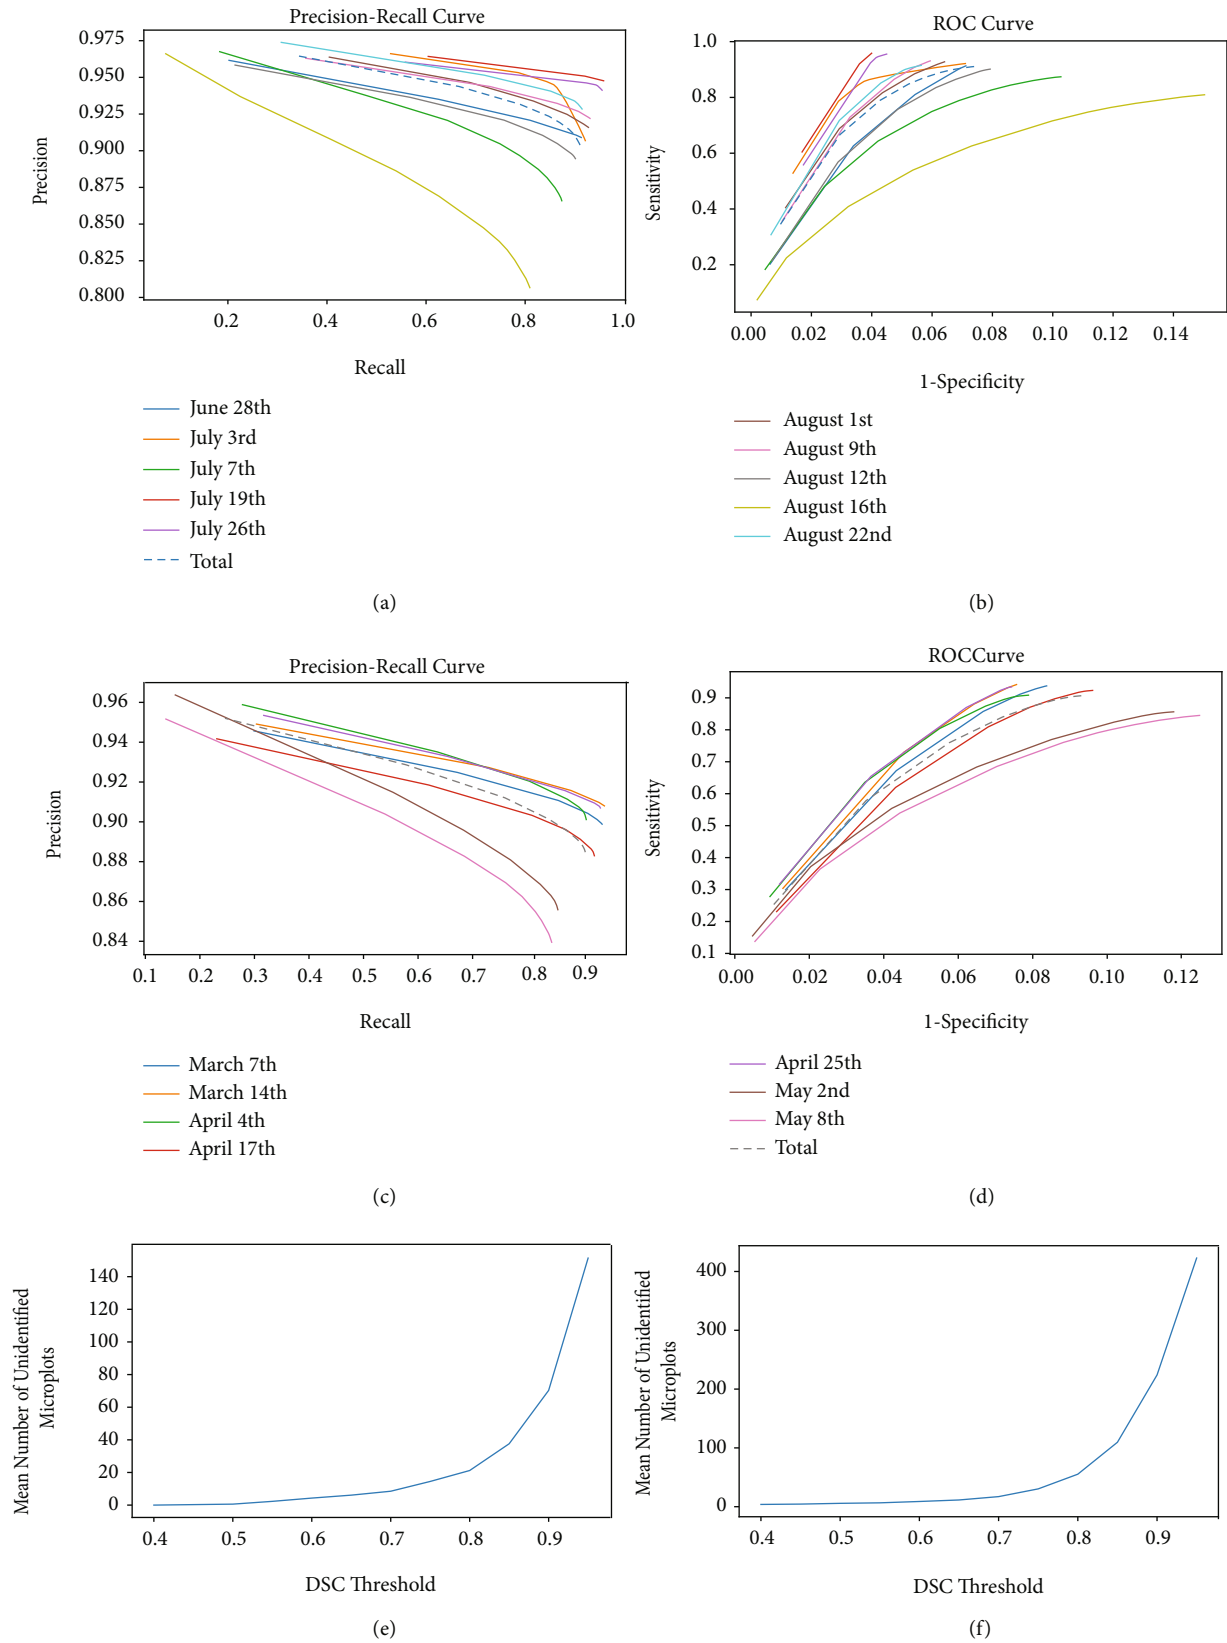 Precision-Recall Curve
0.975
0.950
0.925
0.900
0.875
0.850
0.825
0.800
Precision
0.2 0.4 0.6 0.8 1.0
Recall
June 28th
July 3rd
July 7th
July 19th
July 26th
Total
(a)
ROC Curve
1.0
0.8
0.6
0.4
0.2
Sensitivity
0.00 0.02 0.04 0.06 0.08 0.10 0.12 0.14
1-Specificity
August 1st
August 9th
August 12th
August 16th
August 22nd
(b)
Precision-Recall Curve
0.96
0.94
0.92
0.90
0.88
0.86
0.84
Precision
0.1 0.2 0.3 0.4 0.5 0.6 0.7 0.8 0.9
Recall
March 7th
March 14th
April 4th
April 17th
(c)
ROCCurve
0.9
0.8
0.7
0.6
0.5
0.4
0.3
0.2
0.1
Sensitivity
0.00 0.02 0.04 0.06 0.08 0.10 0.12
1-Specificity
April 25th
May 2nd
May 8th
Total
(d)
140
120
100
80
60
40
20
0
Mean Number of Unidentified
Microplots
0.4 0.5 0.6 0.7 0.8 0.9
DSC Threshold
(e)
400
300
200
100
0
Mean Number of Unidentified
Microplots
0.4 0.5 0.6 0.7 0.8 0.9
DSC Threshold
(f)